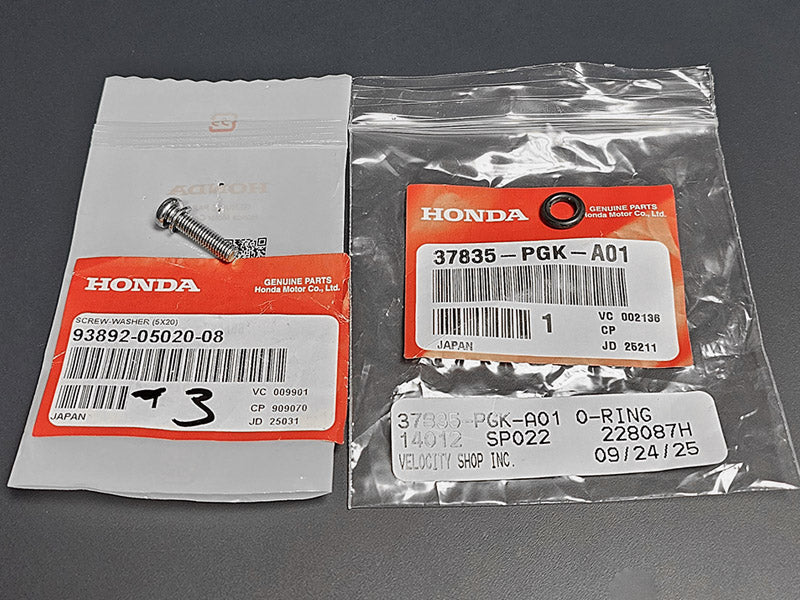 HONDA
GENUINE PARTS
Honda Motor Co., Ltd.
SCREW-WASHER (5X20)
93892-05020-08
VC 009901
T3
CP 909070
JAPAN
JD 25031
HONDA
GENUINE PARTS
Honda Motor Co., Ltd.
37835-PGK-A01
1
VC 002136
CP
JAPAN
JD 25211
37835-PGK-A01 O-RING
14012 SP022 228087H
VELOCITY SHOP INC. 09/24/25